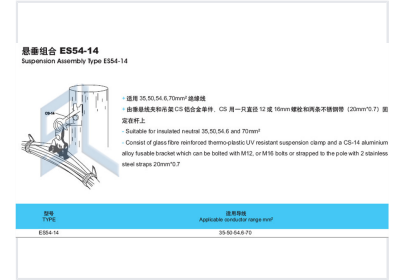 悬垂组合 ES54-14
Suspension Assembly Type ES54-14
CS-14
+ 适用 35,50,54.6,70mm² 绝缘线
+ 由垂悬线夹和吊架 CS 铝合金单件，CS 用一只直径 12 或 16mm 螺栓和两条不锈钢带（20mm*0.7）固
定在杆上
- Suitable for insulated neutral 35,50,54.6 and 70mm²
- Consist of glass fibre reinforced thermo-plastic UV resistant suspension clamp and a CS-14 aluminium
alloy fusable bracket which can be bolted with M12, or M16 bolts or strapped to the pole with 2 stainless
steel straps 20mm*0.7
型号 适用导线
TYPE Applicable conductor range mm²
ES54-14 35-50-54.6-70